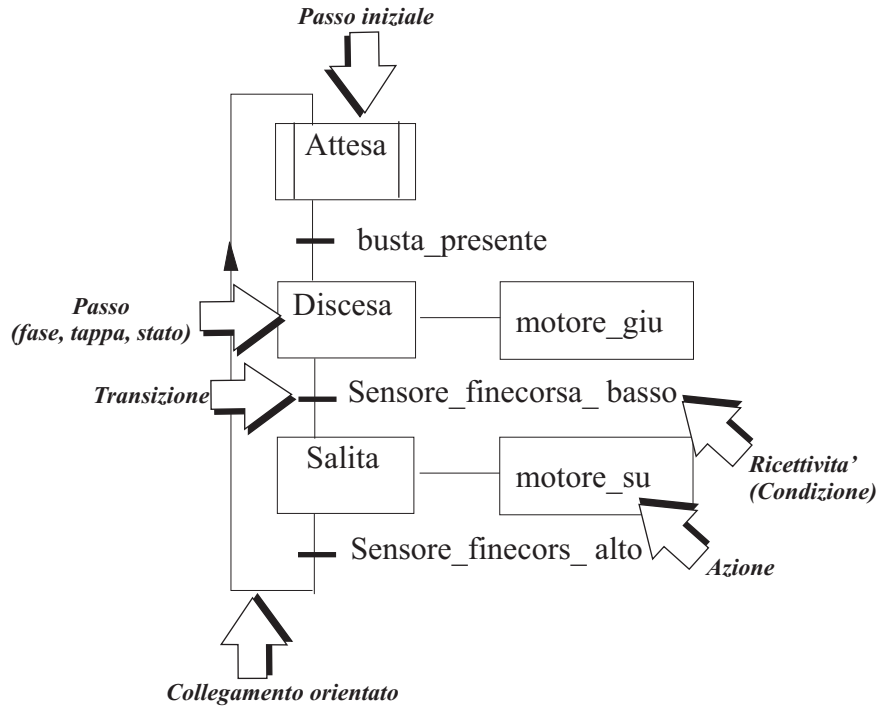 Passo iniziale
Attesa
busta_presente
Passo
(fase, tappa, stato)
Discesa
motore_giu
Transizione
Sensore_finecorsa_ basso
Salita
motore_su
Ricettivita'
(Condizione)
Sensore_finecors_ alto
Azione
Collegamento orientato